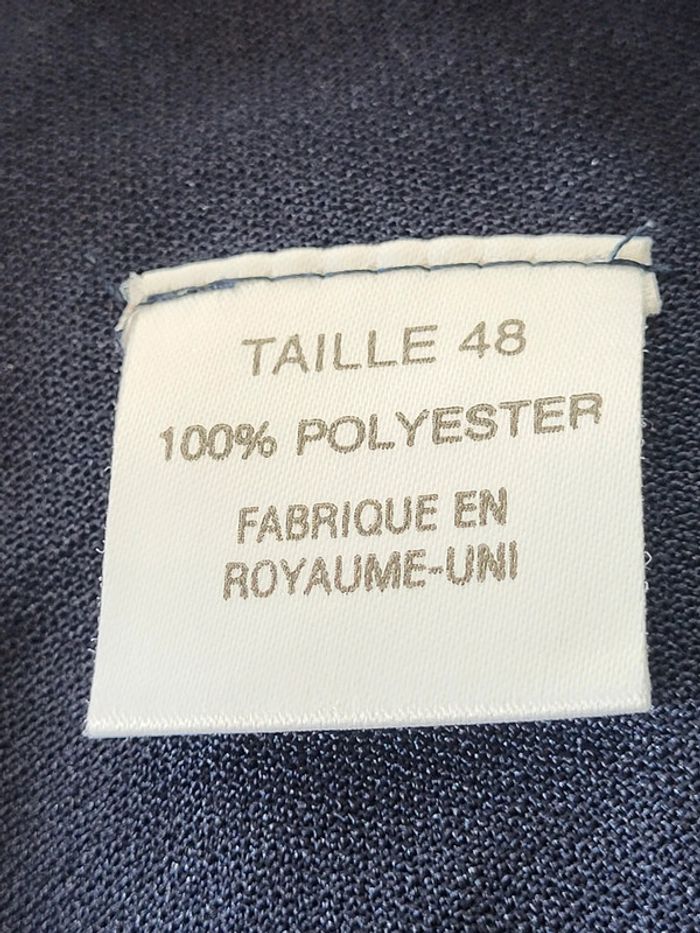 TAILLE 48
100% POLYESTER
FABRIQUE EN
ROYAUME-UNI